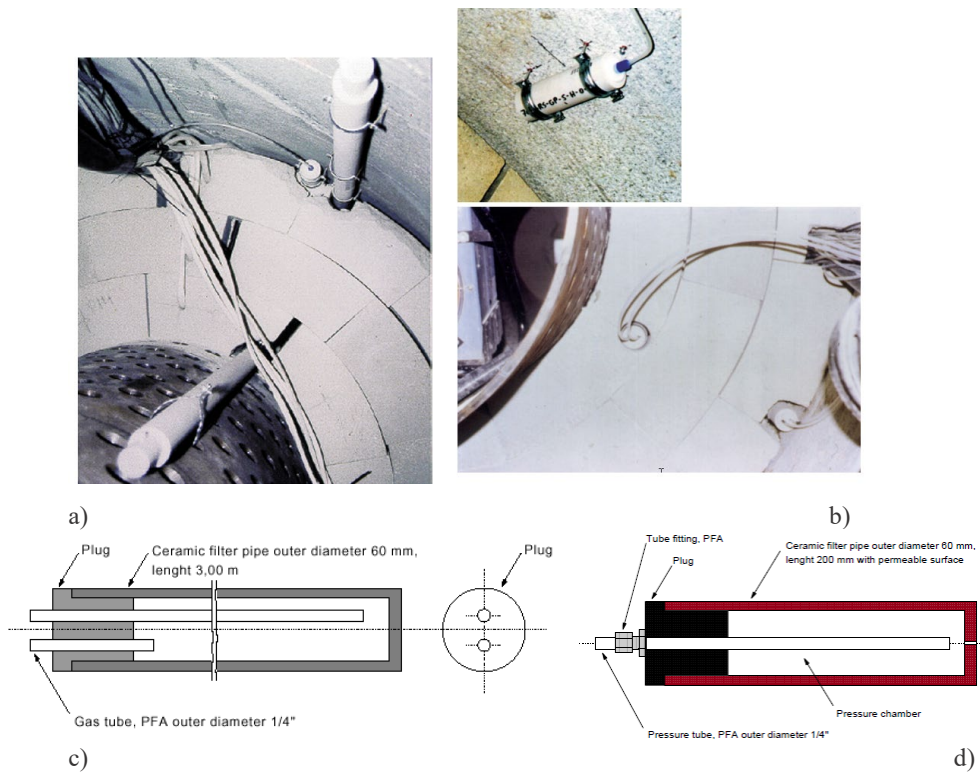 a)
b)
Plug
Ceramic filter pipe outer diameter 60 mm,
lenght 3,00 m
Plug
Gas tube, PFA outer diameter 1/4"
c)
Tube fitting, PFA
Plug
Ceramic filter pipe outer diameter 60 mm,
lenght 200 mm with permeable surface
Pressure chamber
Pressure tube, PFA outer diameter 1/4"
d)